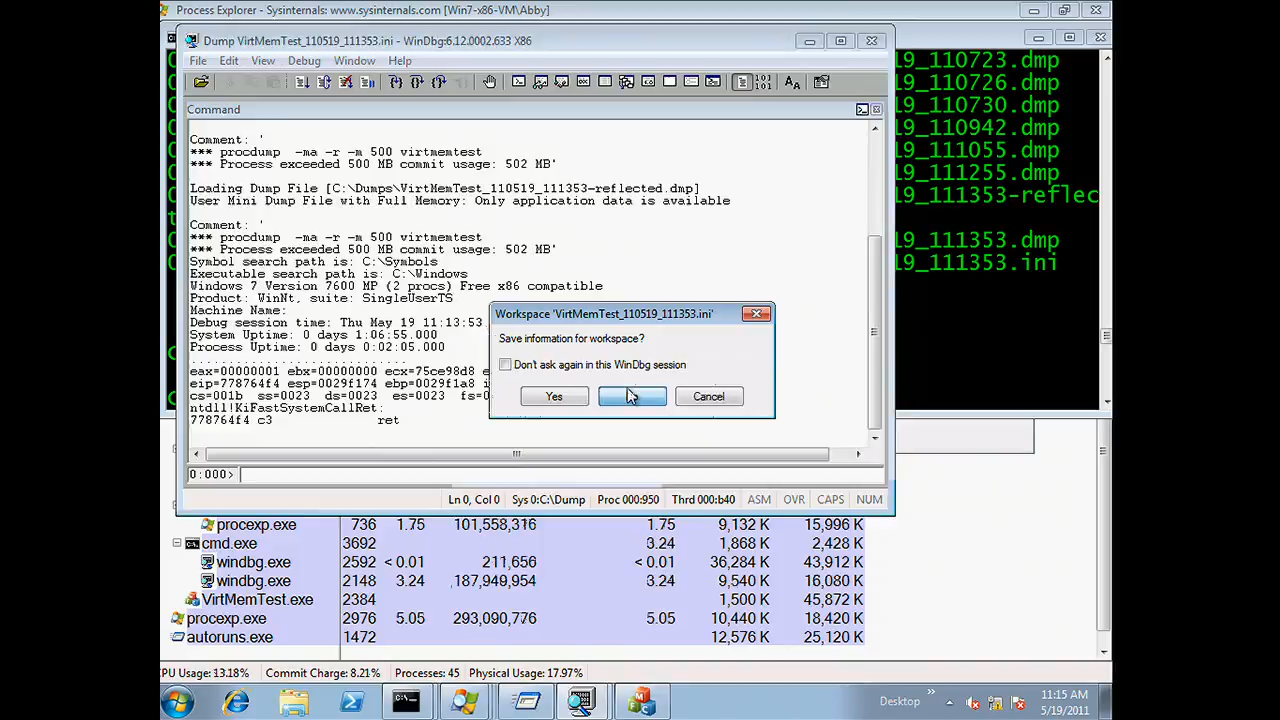 Process Explorer - Sysinternals: www.sysinternals.com [Win7-x86-VM\Abby]
Dump VirtMemTest_110519_111353.ini - WinDbg:6.12.0002.633 X86
File Edit View Debug Window Help
Command
Comment: '
*** procdump -ma -r -m 500 virtmemtest
*** Process exceeded 500 MB commit usage: 502 MB'
Loading Dump File [C:\Dumps\VirtMemTest_110519_111353-reflected.dmp]
User Mini Dump File with Full Memory: Only application data is available
Comment: '
*** procdump -ma -r -m 500 virtmemtest
*** Process exceeded 500 MB commit usage: 502 MB'
Symbol search path is: C:\Symbols
Executable search path is: C:\Windows
Windows 7 Version 7600 MP (2 procs) Free x86 compatible
Product: WinNt, suite: SingleUserTS
Machine Name:
Debug session time: Thu May 19 11:13:53
System Uptime: 0 days 1:06:55.000
Process Uptime: 0 days 0:02:00.000
................
eax=00000001 ebx=00000000 ecx=75ce98d8
eip=778764f4 esp=0029f174 ebp=0029f1a8
cs=001b ss=0023 ds=0023 es=0023
ntdll!KiFastSystemCallRet:
778764f4 c3 ret
0:000>
Ln 0, Col 0 Sys 0:C:\Dump Proc 000:950 Thrd 000:b40 ASM OVR CAPS NUM
Workspace 'VirtMemTest_110519_111353.ini'
Save information for workspace?
Don't ask again in this WinDbg session
Yes Cancel
19_110723.dmp
19_110726.dmp
19_110730.dmp
19_110942.dmp
19_111055.dmp
19_111255.dmp
19_111353-reflec
19_111353.dmp
19_111353.ini
procexp.exe 736 1.75 101,558,316 1.75 9,132 K 15,996 K
cmd.exe 3692 3.24 1,868 K 2,428 K
windbg.exe 2592 < 0.01 211,656 < 0.01 36,284 K 43,912 K
windbg.exe 2148 3.24 ,187,949,954 3.24 9,540 K 16,080 K
VirtMemTest.exe 2384 1,500 K 45,872 K
procexp.exe 2976 5.05 293,090,776 5.05 10,440 K 18,420 K
autoruns.exe 1472 12,576 K 25,120 K
CPU Usage: 13.18% Commit Charge: 8.21% Processes: 45 Physical Usage: 17.97%
Desktop
11:15 AM
5/19/2011